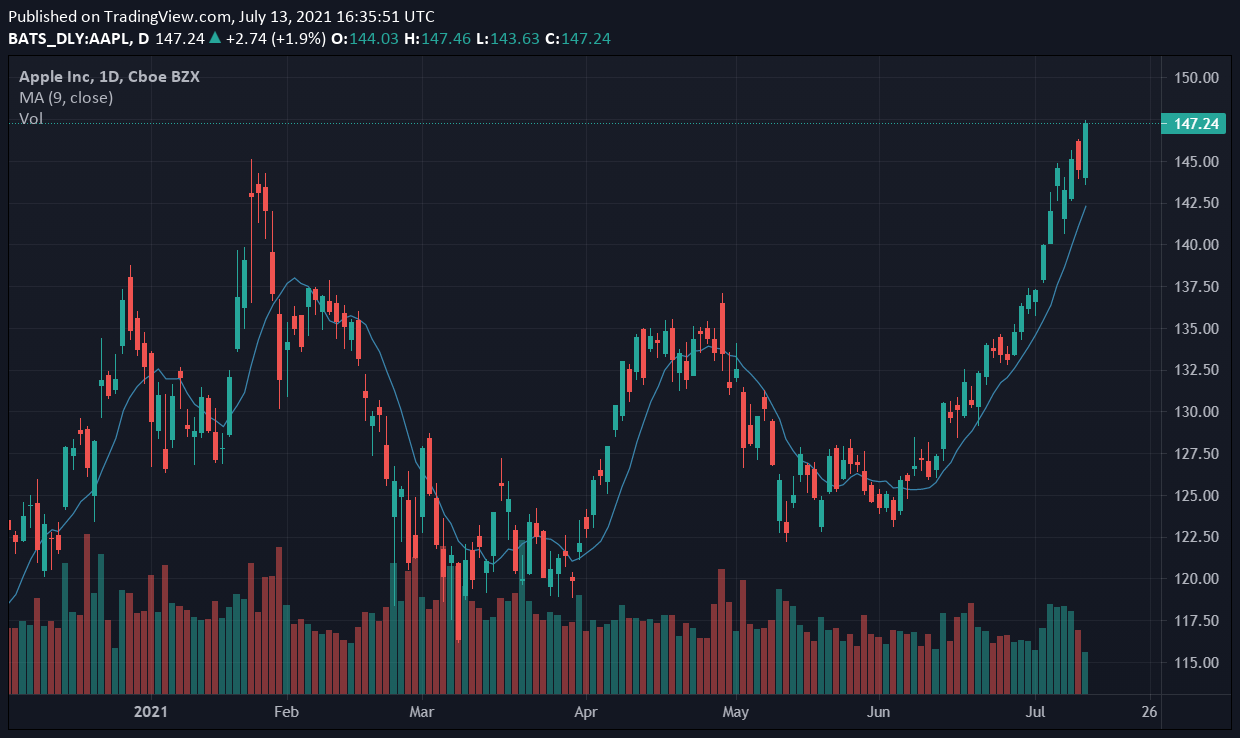 Published on TradingView.com, July 13, 2021 16:35:51 UTC
BATS_DLY:AAPL, D 147.24 ▲ +2.74 (+1.9%) O:144.03 H:147.46 L:143.63 C:147.24
Apple Inc, 1D, Cboe BZX
MA (9, close)
Vol
150.00
147.24
145.00
142.50
140.00
137.50
135.00
132.50
130.00
127.50
125.00
122.50
120.00
117.50
115.00
2021 Feb Mar Apr May Jun Jul 26